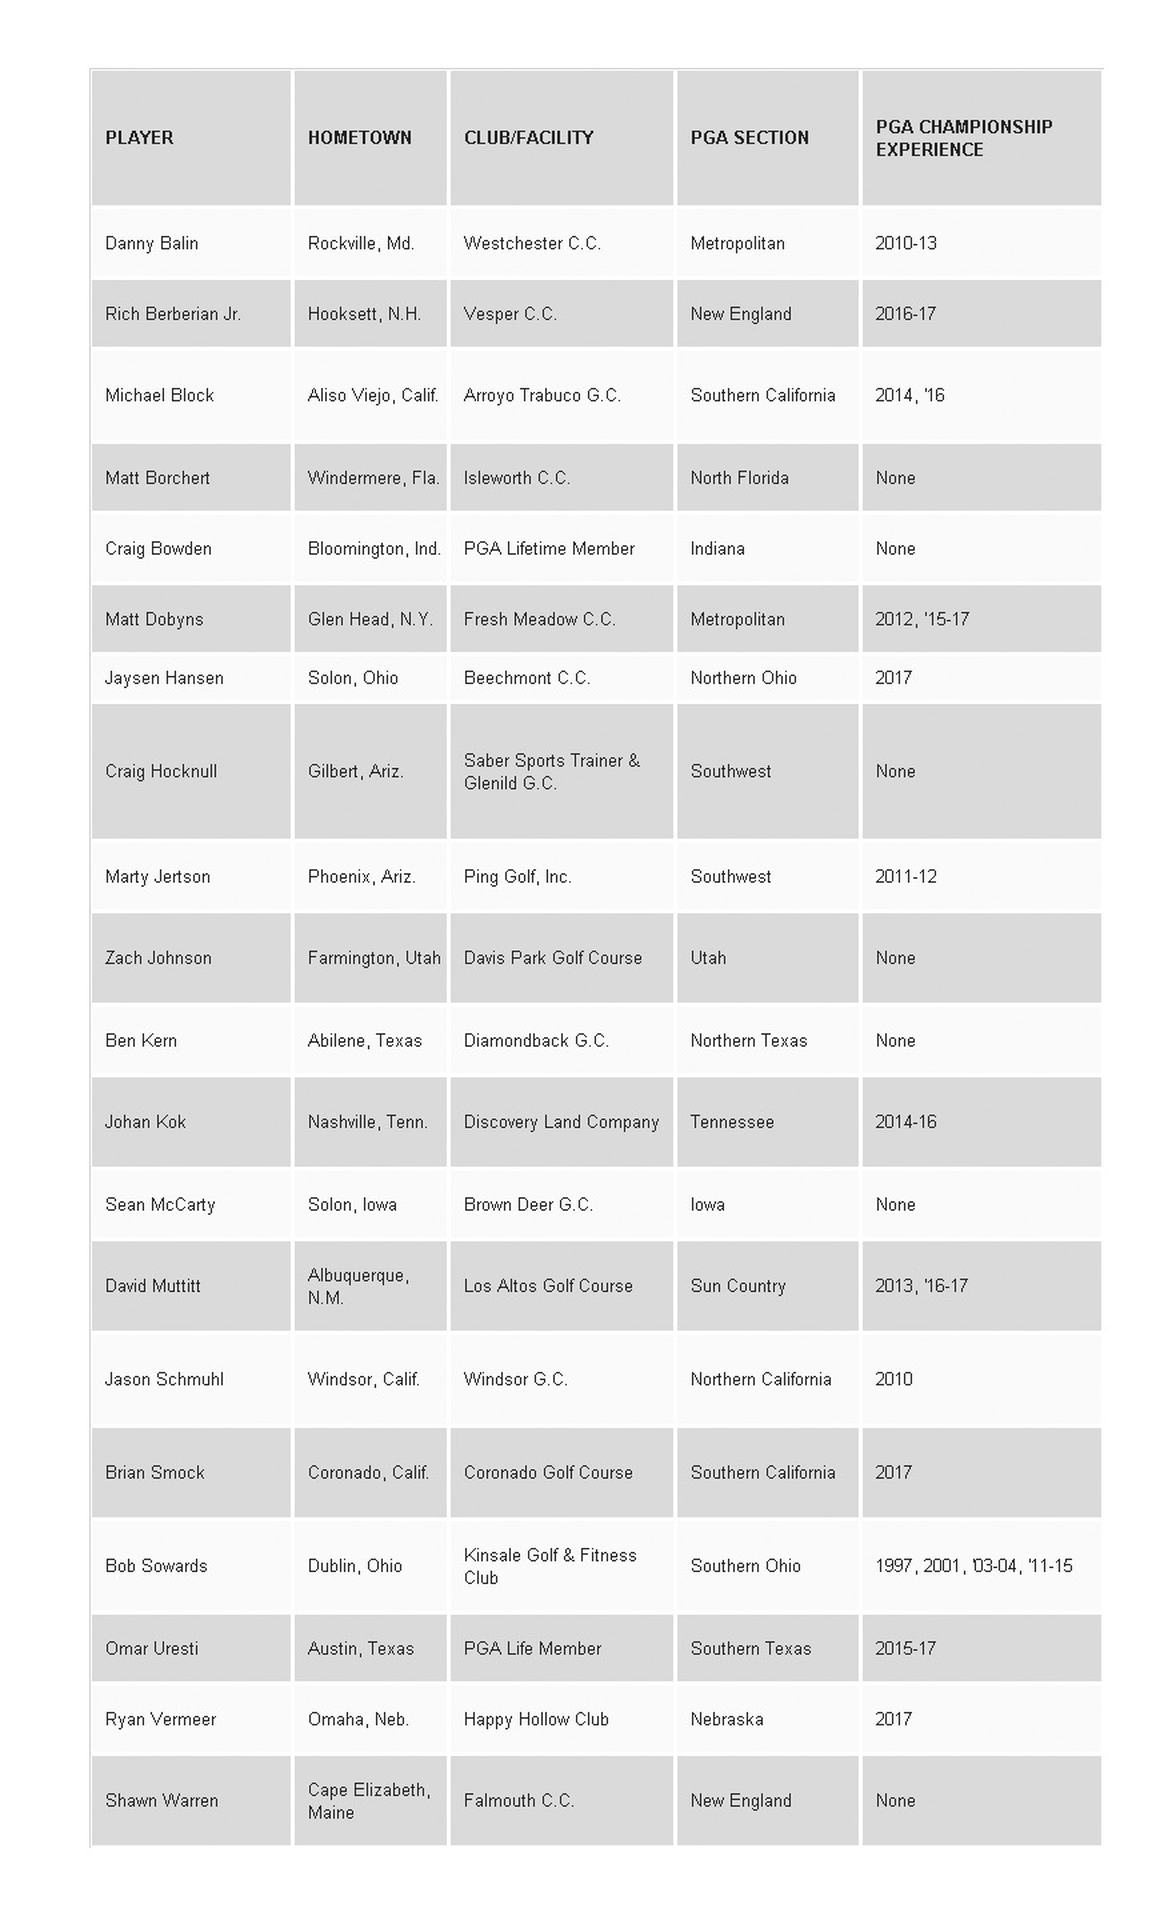 PLAYER HOMETOWN CLUB/FACILITY PGA SECTION PGA CHAMPIONSHIP
EXPERIENCE
Danny Balin Rockville, Md. Westchester C.C. Metropolitan 2010-13
Rich Berberian Jr. Hooksett, N.H. Vesper C.C. New England 2016-17
Michael Block Aliso Viejo, Calif. Arroyo Trabuco G.C. Southern California 2014, '16
Matt Borchert Windermere, Fla. Isleworth C.C. North Florida None
Craig Bowden Bloomington, Ind. PGA Lifetime Member Indiana None
Matt Dobyns Glen Head, N.Y. Fresh Meadow C.C. Metropolitan 2012, '15-17
Jaysen Hansen Solon, Ohio Beechmont C.C. Northern Ohio 2017
Craig Hocknull Gilbert, Ariz. Saber Sports Trainer &
Glenild G.C. Southwest None
Marty Jertson Phoenix, Ariz. Ping Golf, Inc. Southwest 2011-12
Zach Johnson Farmington, Utah Davis Park Golf Course Utah None
Ben Kern Abilene, Texas Diamondback G.C. Northern Texas None
Johan Kok Nashville, Tenn. Discovery Land Company Tennessee 2014-16
Sean McCarty Solon, Iowa Brown Deer G.C. Iowa None
David Muttitt Albuquerque,
N.M. Los Altos Golf Course Sun Country 2013, '16-17
Jason Schmuhl Windsor, Calif. Windsor G.C. Northern California 2010
Brian Smock Coronado, Calif. Coronado Golf Course Southern California 2017
Bob Sowards Dublin, Ohio Kinsale Golf & Fitness
Club Southern Ohio 1997, 2001, '03-04, '11-15
Omar Uresti Austin, Texas PGA Life Member Southern Texas 2015-17
Ryan Vermeer Omaha, Neb. Happy Hollow Club Nebraska 2017
Shawn Warren Cape Elizabeth,
Maine Falmouth C.C. New England None